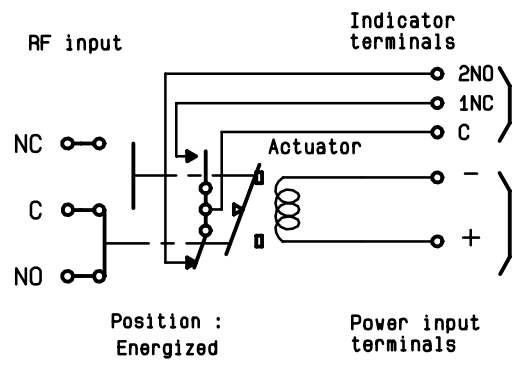 Indicator
terminals
RF input
2NO
1NC
C
NC
Actuator
-
C
+
NO
Position :
Energized
Power input
terminals